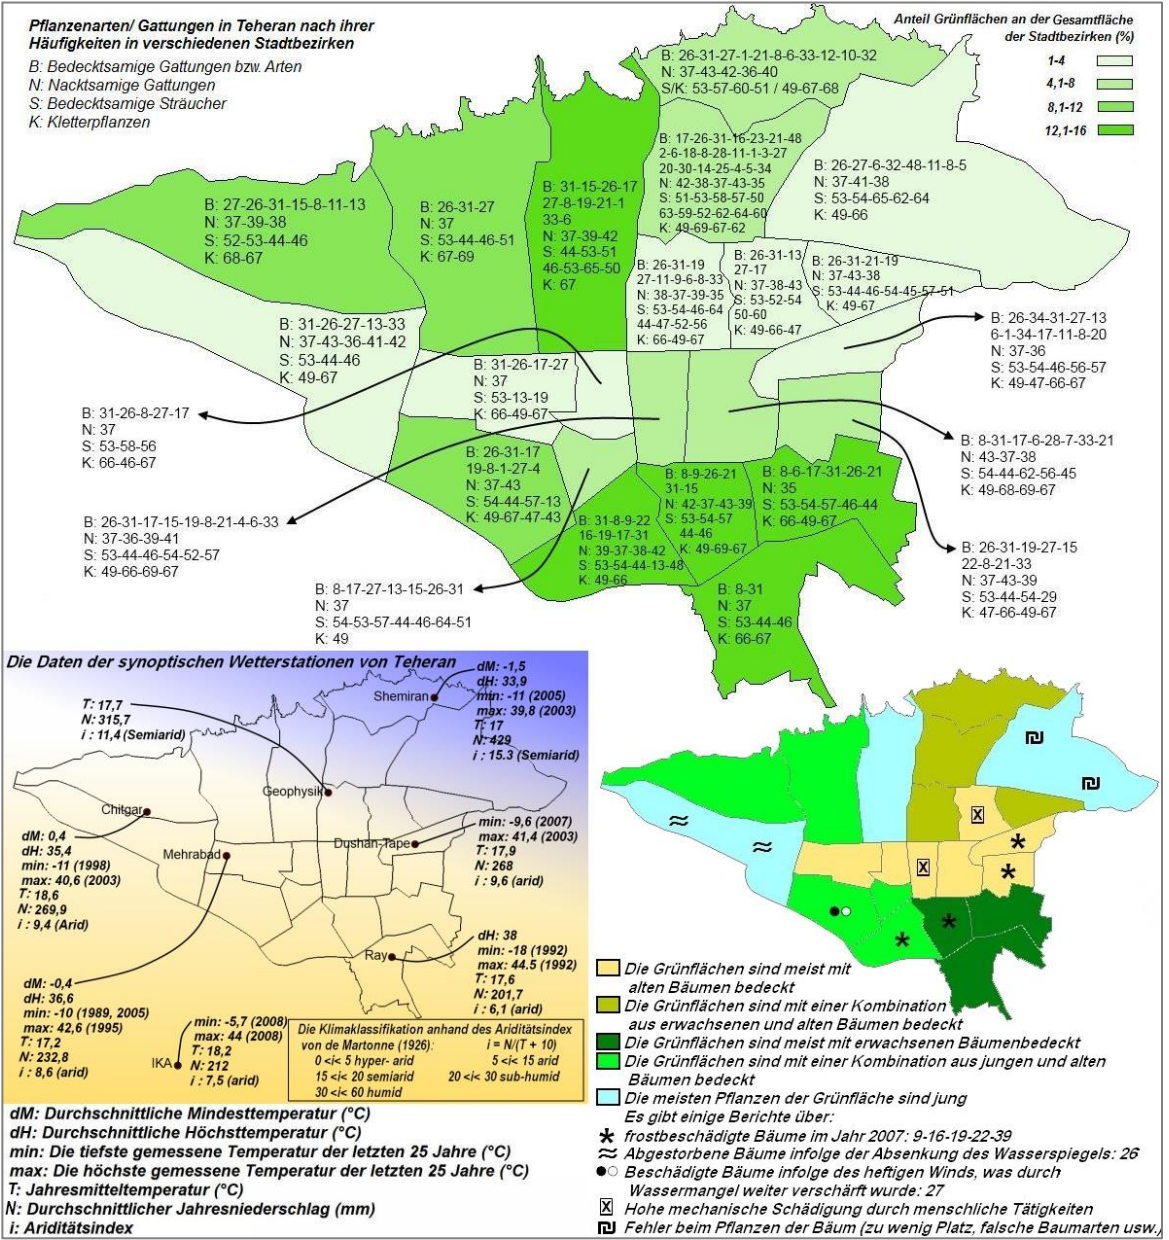 Pflanzenarten/ Gattungen in Teheran nach ihrer
Häufigkeiten in verschiedenen Stadtbezirken
B: Bedecktsamige Gattungen bzw. Arten
N: Nacktsamige Gattungen
S: Bedecktsamige Sträucher
K: Kletterpflanzen
Anteil Grünflächen an der Gesamtfläche
der Stadtbezirken (%)
1-4
4,1-8
8,1-12
12,1-16
B: 26-31-27-1-21-8-6-33-12-10-32
N: 37-43-42-36-40
S/K: 53-57-60-51 / 49-67-68
B: 17-26-31-16-23-21-48
2-6-18-8-28-11-1-3-27
20-30-14-25-4-5-34
N: 42-38-37-43-35
S: 51-53-58-57-50
63-59-52-62-64-60
K: 49-69-67-62
B: 26-27-6-32-48-11-8-5
N: 37-41-38
S: 53-54-65-62-64
K: 49-66
B: 27-26-31-15-8-11-13
N: 37-39-38
S: 52-53-44-46
K: 68-67
B: 26-31-27
N: 37
S: 53-44-46-51
K: 67-69
B: 31-15-26-17
27-8-19-21-1
33-6
N: 37-39-42
S: 44-53-51
46-53-65-50
K: 67
B: 26-31-19
27-11-9-6-8-33
N: 38-37-39-35
S: 53-54-46-64
44-47-52-56
K: 66-49-67
B: 26-31-13
27-17
N: 37-38-43
S: 53-52-54
50-60
K: 49-66-47
B: 26-31-21-19
N: 37-43-38
S: 53-44-46-54-45-57-51
K: 49-67
B: 26-34-31-27-13
6-1-34-17-11-8-20
N: 37-36
S: 53-54-46-56-57
K: 49-47-66-67
B: 31-26-27-13-33
N: 37-43-36-41-42
S: 53-44-46
K: 49-67
B: 31-26-17-27
N: 37
S: 53-13-19
K: 66-49-67
B: 31-26-8-27-17
N: 37
S: 53-58-56
K: 66-46-67
B: 8-31-17-6-28-7-33-21
N: 43-37-38
S: 54-44-62-56-45
K: 49-68-69-67
B: 26-31-17
19-8-1-27-4
N: 37-43
S: 54-44-57-13
K: 49-67-47-43
B: 8-9-26-21
31-15
N: 42-37-43-39
S: 53-54-57
44-46
K: 49-69-67
B: 8-6-17-31-26-21
N: 35
S: 53-54-57-46-44
K: 66-49-67
B: 26-31-17-15-19-8-21-4-6-33
N: 37-36-39-41
S: 53-44-46-54-52-57
K: 49-66-69-67
B: 31-8-9-22
16-19-17-31
N: 39-37-38-42
S: 53-54-44-13-48
K: 49-66
B: 26-31-19-27-15
22-8-21-33
N: 37-43-39
S: 53-44-54-29
K: 47-66-49-67
B: 8-17-27-13-15-26-31
N: 37
S: 54-53-57-44-46-64-51
K: 49
B: 8-31
N: 37
S: 53-44-46
K: 66-67
Die Daten der synoptischen Wetterstationen von Teheran
dM: -1,5
dH: 33,9
min: -11 (2005)
max: 39,8 (2003)
T: 17
N: 429
i : 15.3 (Semiarid)
Shemiran
T: 17,7
N: 315,7
i : 11,4 (Semiarid)
Geophysik
Chitgar
dM: 0,4
dH: 35,4
min: -11 (1998)
max: 40,6 (2003)
T: 18,6
N: 269,9
i : 9,4 (Arid)
Mehrabad
Dushan-Tape
min: -9,6 (2007)
max: 41,4 (2003)
T: 17,9
N: 268
i : 9,6 (arid)
Ray
dH: 38
min: -18 (1992)
max: 44.5 (1992)
T: 17,6
N: 201,7
i : 6,1 (arid)
dM: -0,4
dH: 36,6
min: -10 (1989, 2005)
max: 42,6 (1995)
T: 17,2
N: 232,8
i : 8,6 (arid)
IKA
min: -5,7 (2008)
max: 44 (2008)
T: 18,2
N: 212
i : 7,5 (arid)
Die Klimaklassifikation anhand des Ariditätsindex
von de Martonne (1926): i = N/(T + 10)
0 <i< 5 hyper- arid 5 <i< 15 arid
15 <i< 20 semiarid 20 <i< 30 sub-humid
30 <i< 60 humid
dM: Durchschnittliche Mindesttemperatur (°C)
dH: Durchschnittliche Höchsttemperatur (°C)
min: Die tiefste gemessene Temperatur der letzten 25 Jahre (°C)
max: Die höchste gemessene Temperatur der letzten 25 Jahre (°C)
T: Jahresmitteltemperatur (°C)
N: Durchschnittlicher Jahresniederschlag (mm)
i: Ariditätsindex
Die Grünflächen sind meist mit
alten Bäumen bedeckt
Die Grünflächen sind mit einer Kombination
aus erwachsenen und alten Bäumen bedeckt
Die Grünflächen sind meist mit erwachsenen Bäumenbedeckt
Die Grünflächen sind mit einer Kombination aus jungen und alten
Bäumen bedeckt
Die meisten Pflanzen der Grünfläche sind jung
Es gibt einige Berichte über:
frostbeschädigte Bäume im Jahr 2007: 9-16-19-22-39
Abgestorbene Bäume infolge der Absenkung des Wasserspiegels: 26
Beschädigte Bäume infolge des heftigen Winds, was durch
Wassermangel weiter verschärft wurde: 27
Hohe mechanische Schädigung durch menschliche Tätigkeiten
Fehler beim Pflanzen der Bäum (zu wenig Platz, falsche Baumarten usw.)